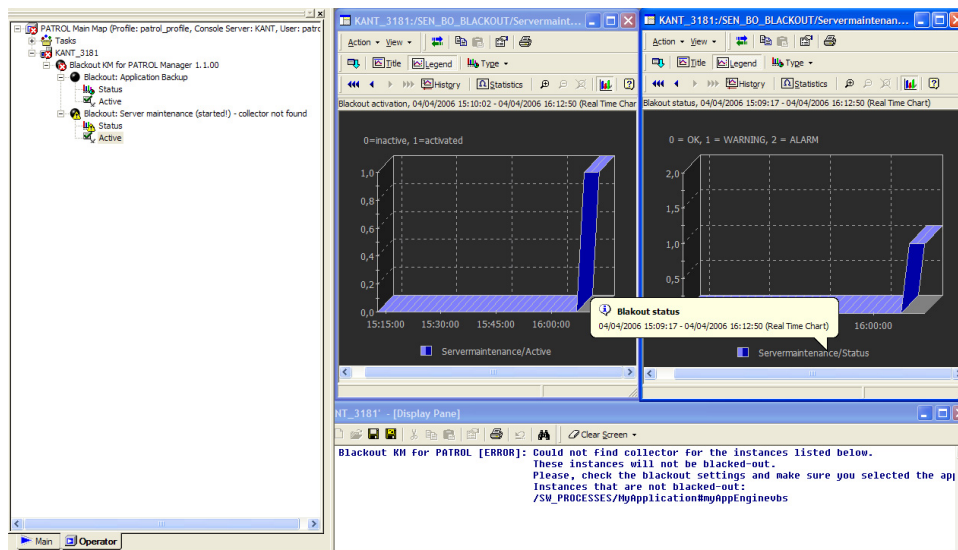 PATROL Main Map (Profile: patrol_profile, Console Server: KANT, User: patrc
Tasks
KANT_3181
Blackout KM for PATROL Manager 1.1.00
Blackout: Application Backup
Status
Active
Blackout: Server maintenance (started!) - collector not found
Status
Active
Main
Operator
KANT_3181:/SEN_BO_BLACKOUT/Servermaint...
Action View
Title Legend Type
History Statistics
Blackout activation, 04/04/2006 15:10:02 - 04/04/2006 16:12:50 (Real Time Char
0=inactive, 1=activated
1,0
0,8
0,6
0,4
0,2
0,0
15:15:00 15:30:00 15:45:00 16:00:00
Servermaintenance/Active
KANT_3181:/SEN_BO_BLACKOUT/Servermaintenan...
Action View
Title Legend Type
History Statistics
Blakout status, 04/04/2006 15:09:17 - 04/04/2006 16:12:50 (Real Time Chart)
0 = OK, 1 = WARNING, 2 = ALARM
2,0
1,5
1,0
0,5
16:00:00
Servermaintenance/Status
Blakout status
04/04/2006 15:09:17 - 04/04/2006 16:12:50 (Real Time Chart)
NT_3181' - [Display Pane]
Clear Screen
Blackout KM for PATROL [ERROR]: Could not find collector for the instances listed below.
These instances will not be blacked-out.
Please, check the blackout settings and make sure you selected the app
Instances that are not blacked-out:
/SW_PROCESSES/MyApplication#myAppEnginevbs